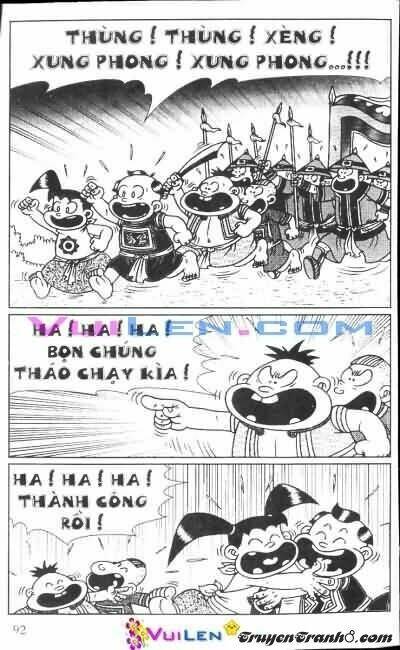 THÙNG! THÙNG! XÈNG!
XUNG PHONG! XUNG PHONG...!!!
VUILEN.COM
HA! HA! HA!
BỌN CHÚNG
THÁO CHẠY KÌA!
HA! HA! HA!
THÀNH CÔNG
RỒI!
92
VUILEN
TruyenTranh8.com